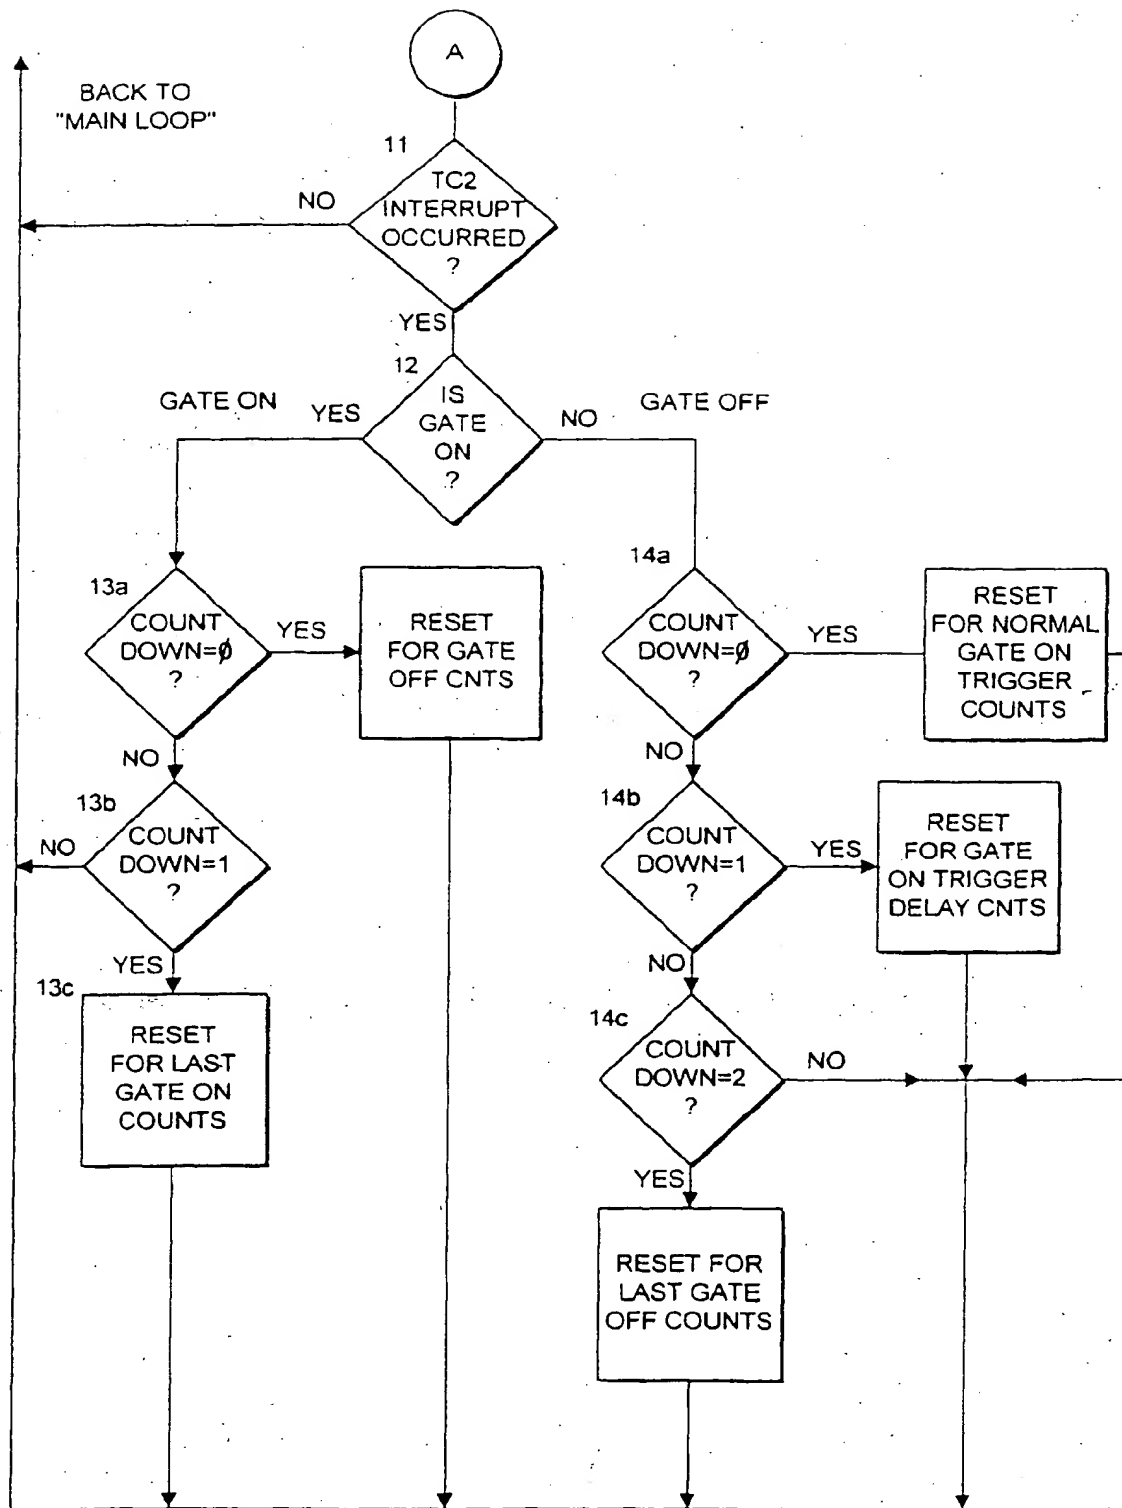 A
BACK TO
"MAIN LOOP"
11
TC2
INTERRUPT
OCCURRED
?
NO
YES
12
IS
GATE
ON
?
GATE ON
YES
NO
GATE OFF
13a
COUNT
DOWN=∅
?
YES
RESET
FOR GATE
OFF CNTS
14a
COUNT
DOWN=∅
?
YES
RESET
FOR NORMAL
GATE ON
TRIGGER
COUNTS
NO
NO
13b
COUNT
DOWN=1
?
NO
14b
COUNT
DOWN=1
?
YES
RESET
FOR GATE
ON TRIGGER
DELAY CNTS
YES
NO
13c
RESET
FOR LAST
GATE ON
COUNTS
14c
COUNT
DOWN=2
?
NO
YES
RESET FOR
LAST GATE
OFF COUNTS